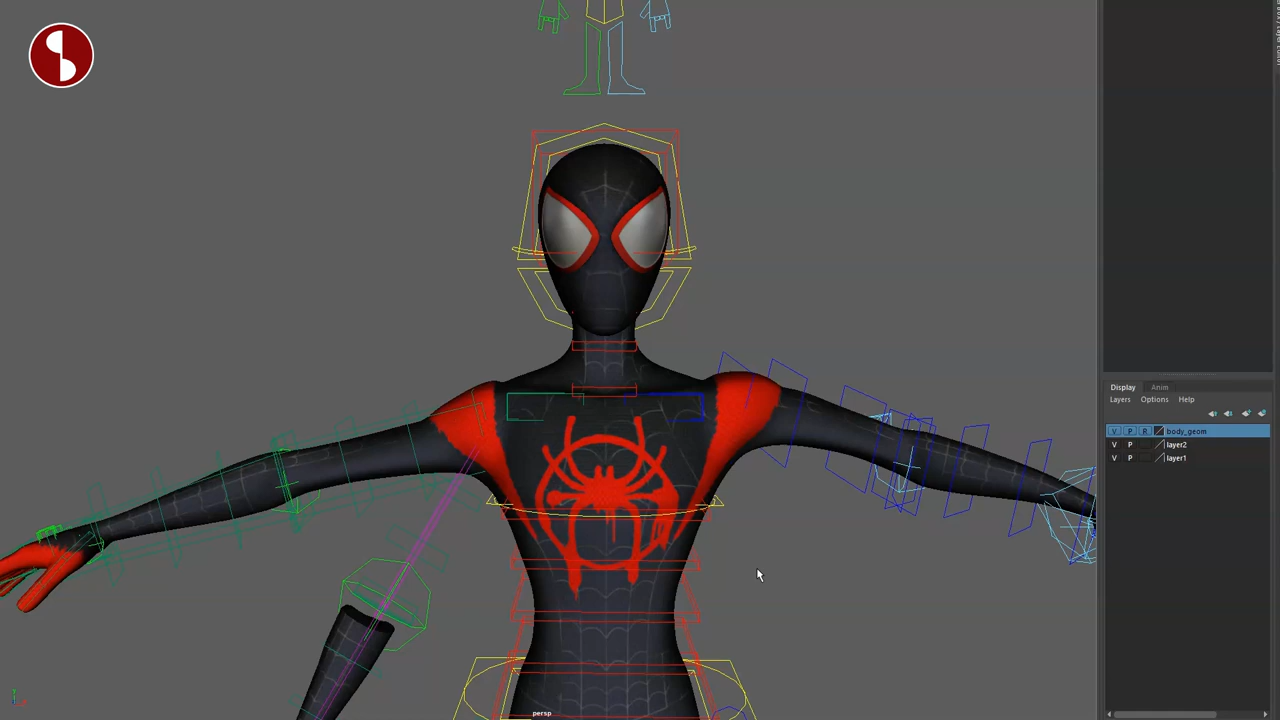 Display Anim
Layers Options Help
V P R body_geom
V P layer2
V P layer1
persp